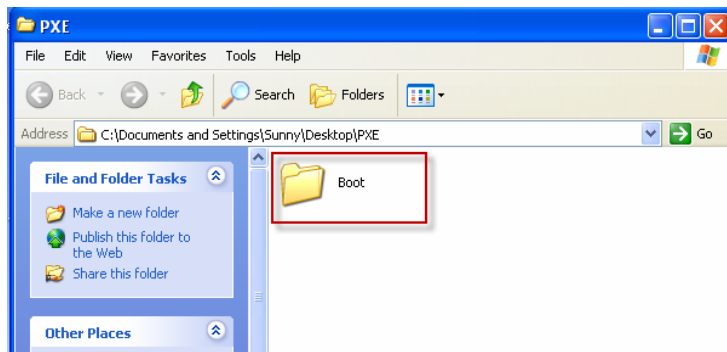 PXE
File Edit View Favorites Tools Help
Back Search Folders
Address C:\Documents and Settings\Sunny\Desktop\PXE Go
File and Folder Tasks
Make a new folder
Publish this folder to
the Web
Share this folder
Other Places
Boot